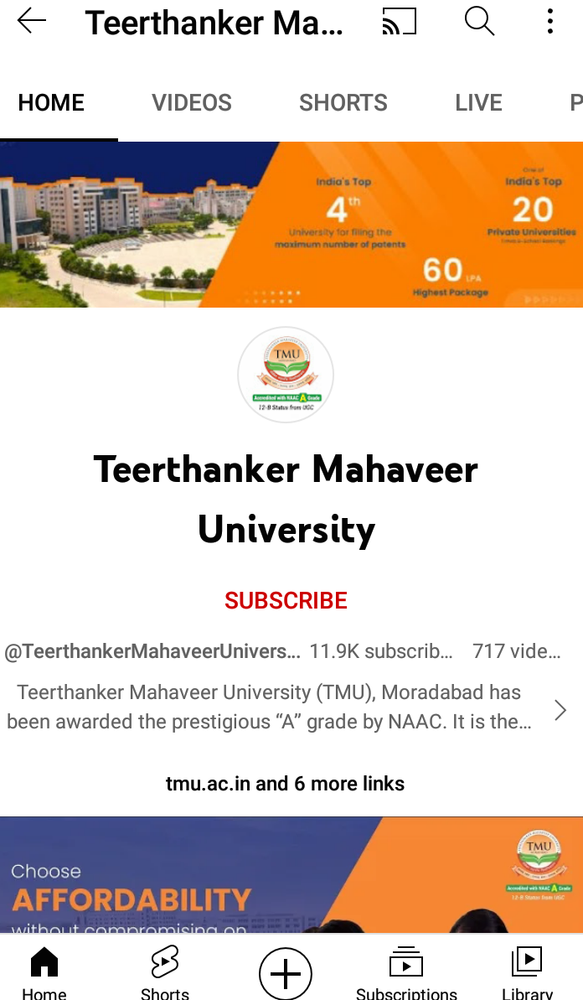 Teerthanker Ma...
HOME VIDEOS SHORTS LIVE P
India's Top
4th
University for filing the
maximum number of patents
One of
India's Top
20
Private Universities
60 LPA
Highest Package
TMU
Accredited with NAAC A Grade
12-B Status from UGC
Teerthanker Mahaveer
University
SUBSCRIBE
@TeerthankerMahaveerUnivers... 11.9K subscrib... 717 vide...
Teerthanker Mahaveer University (TMU), Moradabad has
been awarded the prestigious “A” grade by NAAC. It is the...
tmu.ac.in and 6 more links
TMU
Accredited with NAAC A Grade
12-B Status from UGC
Choose
AFFORDABILITY
without compromising on
Home Shorts Subscriptions Library